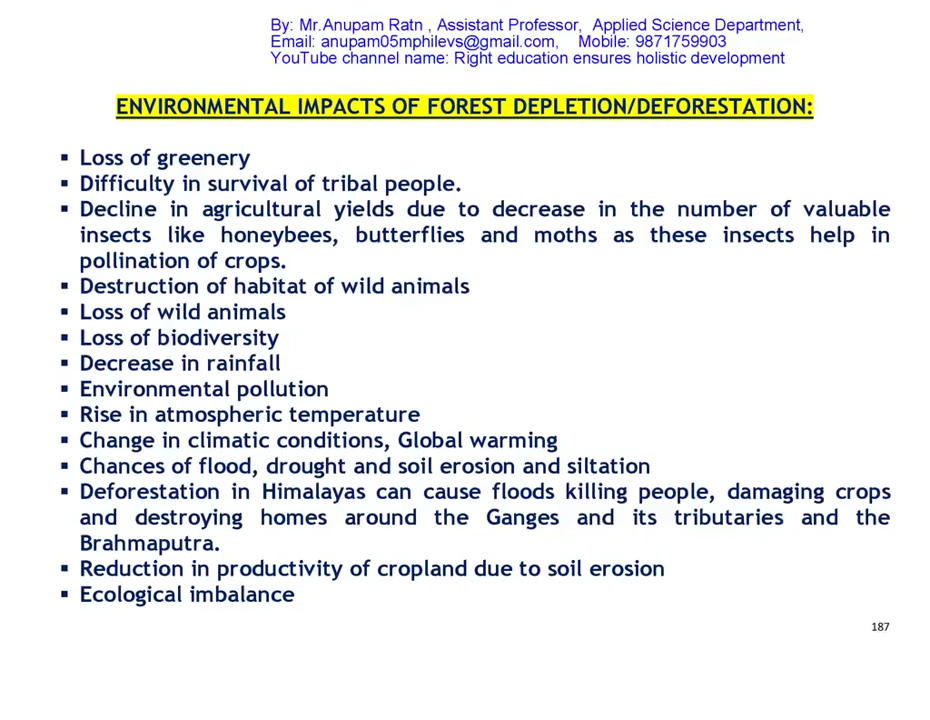 By: Mr.Anupam Ratn , Assistant Professor, Applied Science Department,
Email: anupam05mphilevs@gmail.com, Mobile: 9871759903
YouTube channel name: Right education ensures holistic development
ENVIRONMENTAL IMPACTS OF FOREST DEPLETION/DEFORESTATION:
▪ Loss of greenery
▪ Difficulty in survival of tribal people.
▪ Decline in agricultural yields due to decrease in the number of valuable
insects like honeybees, butterflies and moths as these insects help in
pollination of crops.
▪ Destruction of habitat of wild animals
▪ Loss of wild animals
▪ Loss of biodiversity
▪ Decrease in rainfall
▪ Environmental pollution
▪ Rise in atmospheric temperature
▪ Change in climatic conditions, Global warming
▪ Chances of flood, drought and soil erosion and siltation
▪ Deforestation in Himalayas can cause floods killing people, damaging crops
and destroying homes around the Ganges and its tributaries and the
Brahmaputra.
▪ Reduction in productivity of cropland due to soil erosion
▪ Ecological imbalance
187